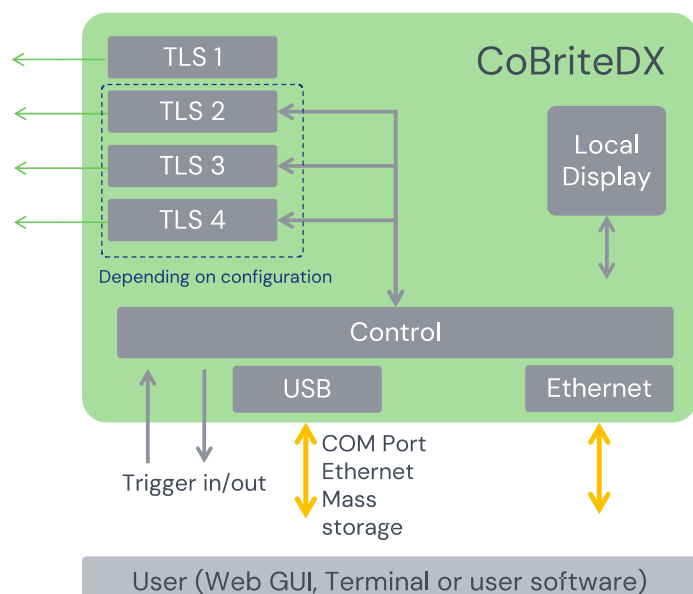 TLS 1
CoBriteDX
TLS 2
TLS 3
TLS 4
Local
Display
Depending on configuration
Control
USB
Ethernet
Trigger in/out
COM Port
Ethernet
Mass
storage
User (Web GUI, Terminal or user software)